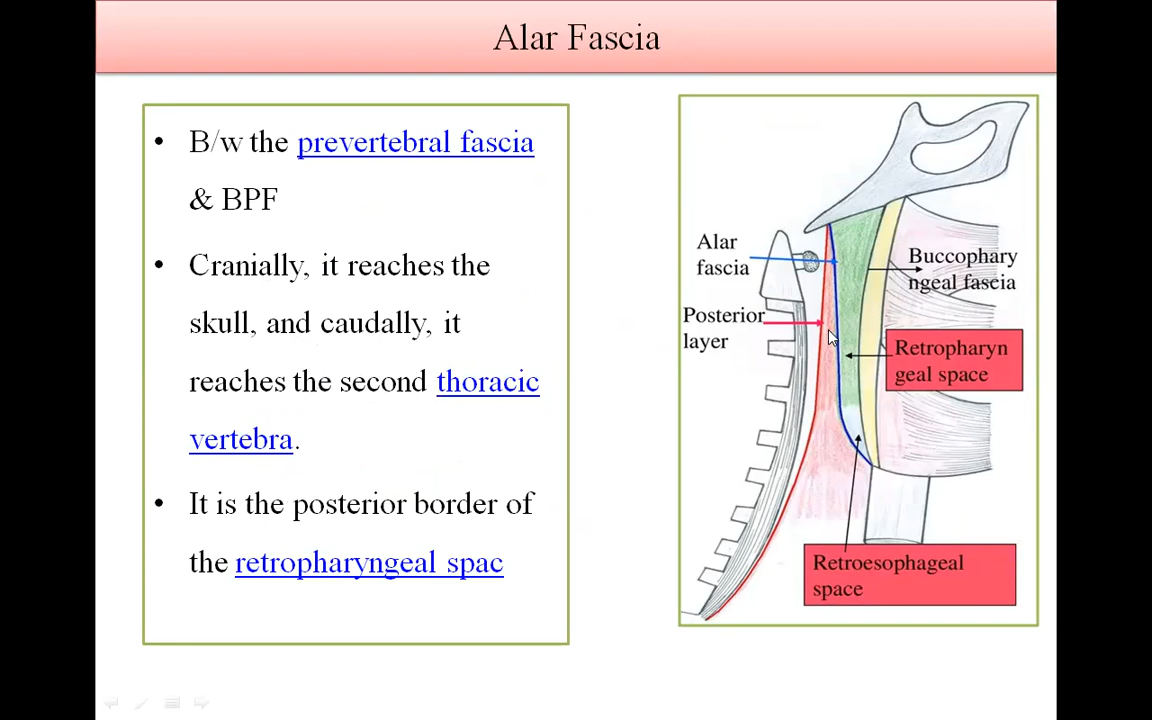 Alar Fascia
• B/w the prevertebral fascia
& BPF
• Cranially, it reaches the
skull, and caudally, it
reaches the second thoracic
vertebra.
• It is the posterior border of
the retropharyngeal spac
Alar
fascia
Posterior
layer
Buccophary
ngeal fascia
Retropharyn
geal space
Retroesophageal
space